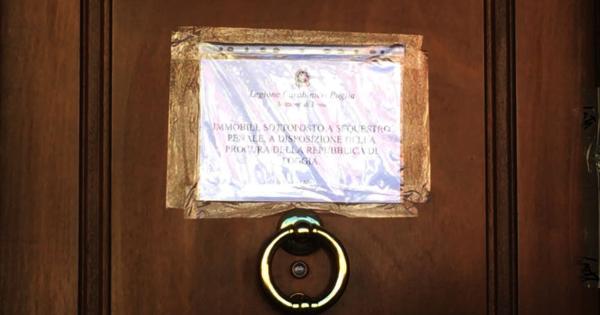 Legione Carabinieri Puglia
IMMOBILE SOTTOPOSTO A SEQUESTRO
PENALE, A DISPOSIZIONE DELLA
PROCURA DELLA REPUBBLICA DI
FOGGIA.